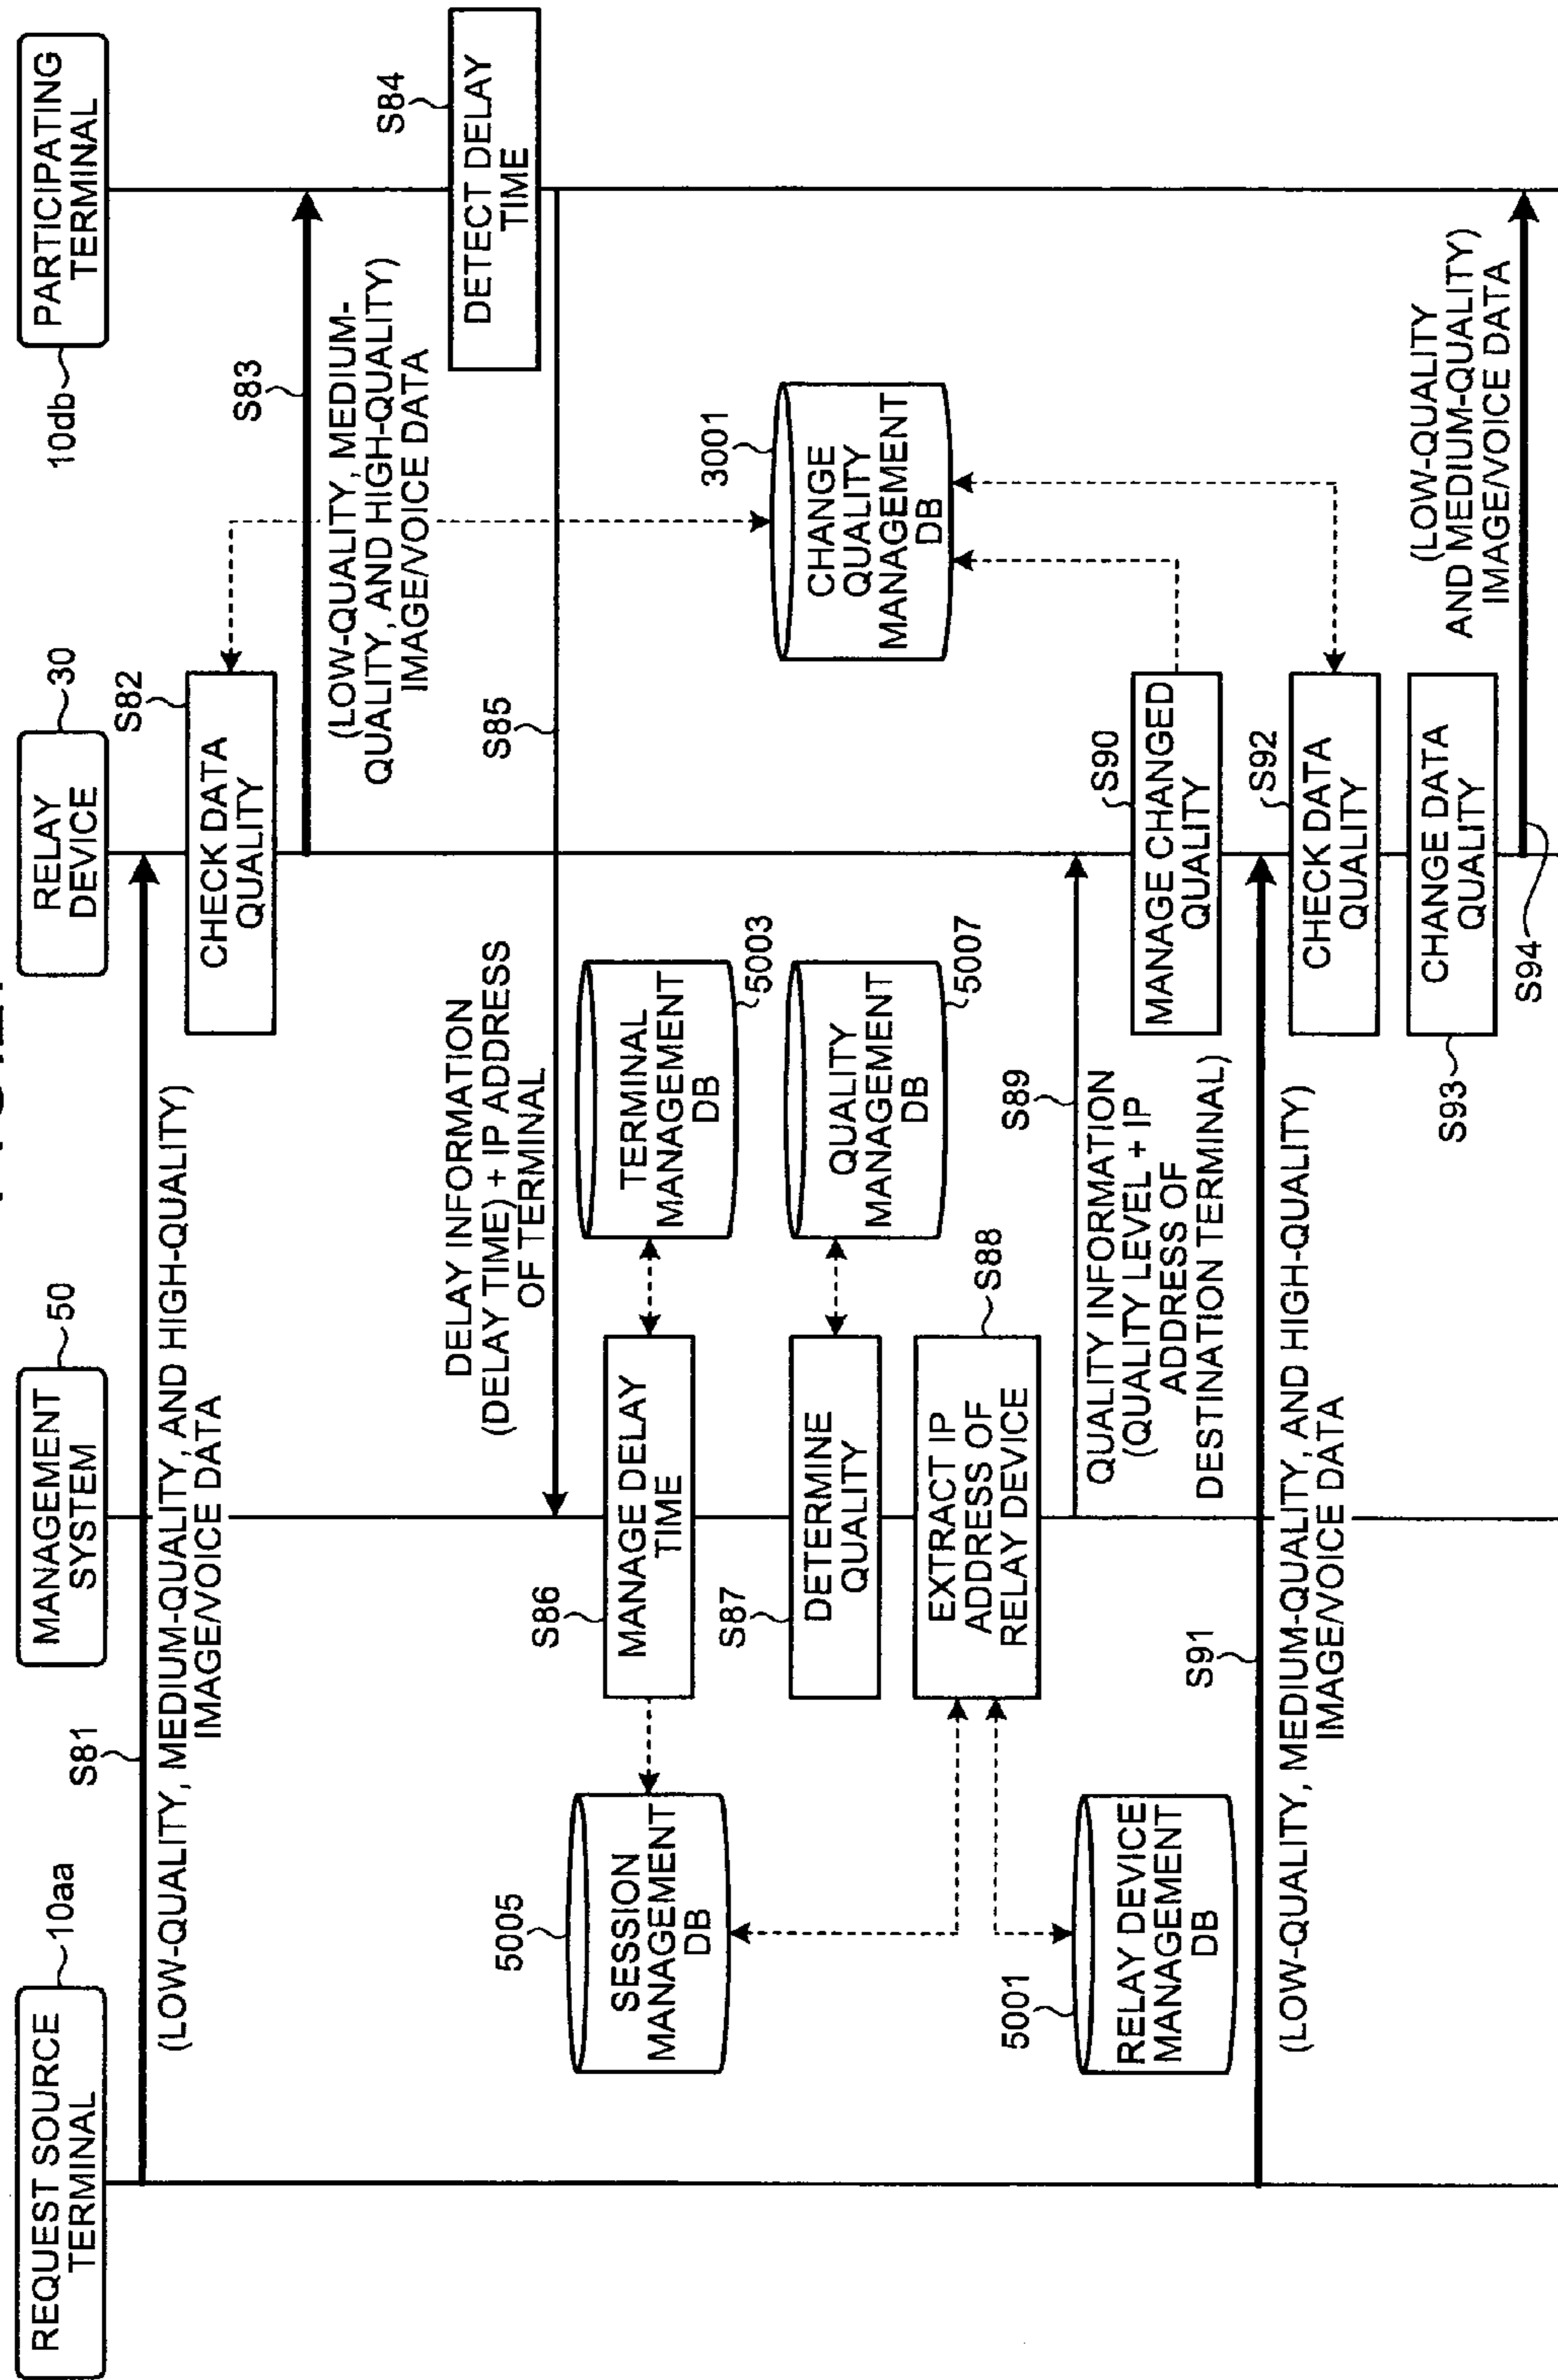 REQUEST SOURCE
TERMINAL
10aa
MANAGEMENT
SYSTEM
50
RELAY
DEVICE
30
PARTICIPATING
TERMINAL
10db
S81
(LOW-QUALITY, MEDIUM-QUALITY, AND HIGH-QUALITY)
IMAGE/VOICE DATA
S82
CHECK DATA
QUALITY
S83
(LOW-QUALITY, MEDIUM-
QUALITY, AND HIGH-QUALITY)
IMAGE/VOICE DATA
S84
DETECT DELAY
TIME
S85
DELAY INFORMATION
(DELAY TIME) + IP ADDRESS
OF TERMINAL
S86
MANAGE DELAY
TIME
5003
TERMINAL
MANAGEMENT
DB
5005
SESSION
MANAGEMENT
DB
S87
DETERMINE
QUALITY
5007
QUALITY
MANAGEMENT
DB
3001
CHANGE
QUALITY
MANAGEMENT
DB
S88
EXTRACT IP
ADDRESS OF
RELAY DEVICE
5001
RELAY DEVICE
MANAGEMENT
DB
S89
QUALITY INFORMATION
(QUALITY LEVEL + IP
ADDRESS OF
DESTINATION TERMINAL)
S90
MANAGE CHANGED
QUALITY
S91
(LOW-QUALITY, MEDIUM-QUALITY, AND HIGH-QUALITY)
IMAGE/VOICE DATA
S92
CHECK DATA
QUALITY
S93
CHANGE DATA
QUALITY
S94
(LOW-QUALITY
AND MEDIUM-QUALITY)
IMAGE/VOICE DATA